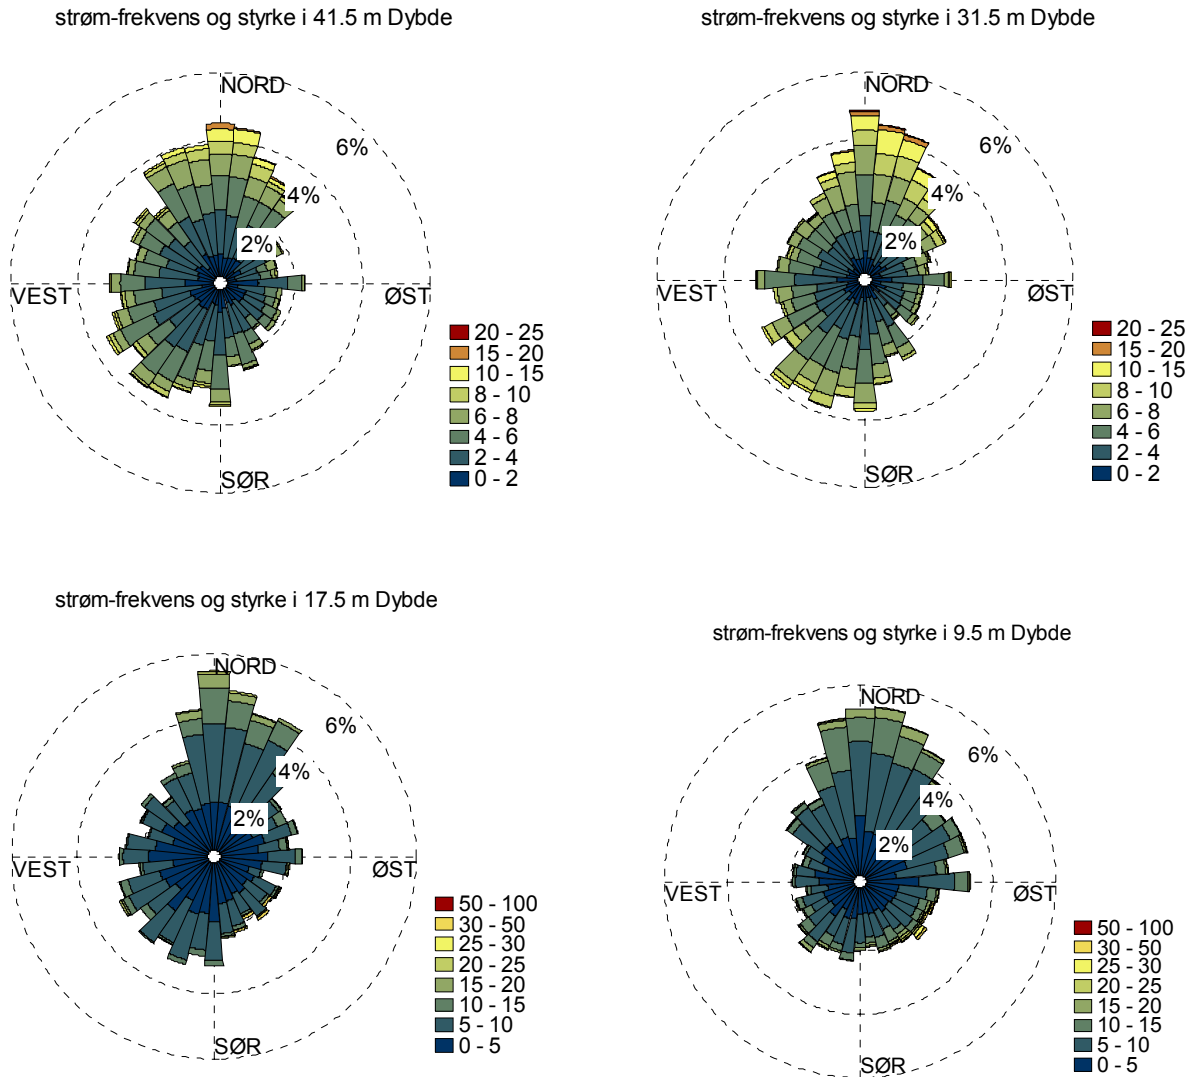 strøm-frekvens og styrke i 41.5 m Dybde
NORD
6%
4%
2%
VEST
ØST
SØR
20 - 25
15 - 20
10 - 15
8 - 10
6 - 8
4 - 6
2 - 4
0 - 2
strøm-frekvens og styrke i 31.5 m Dybde
NORD
6%
4%
2%
VEST
ØST
SØR
20 - 25
15 - 20
10 - 15
8 - 10
6 - 8
4 - 6
2 - 4
0 - 2
strøm-frekvens og styrke i 17.5 m Dybde
NORD
6%
4%
2%
VEST
ØST
SØR
50 - 100
30 - 50
25 - 30
20 - 25
15 - 20
10 - 15
5 - 10
0 - 5
strøm-frekvens og styrke i 9.5 m Dybde
NORD
6%
4%
2%
VEST
ØST
SØR
50 - 100
30 - 50
25 - 30
20 - 25
15 - 20
10 - 15
5 - 10
0 - 5